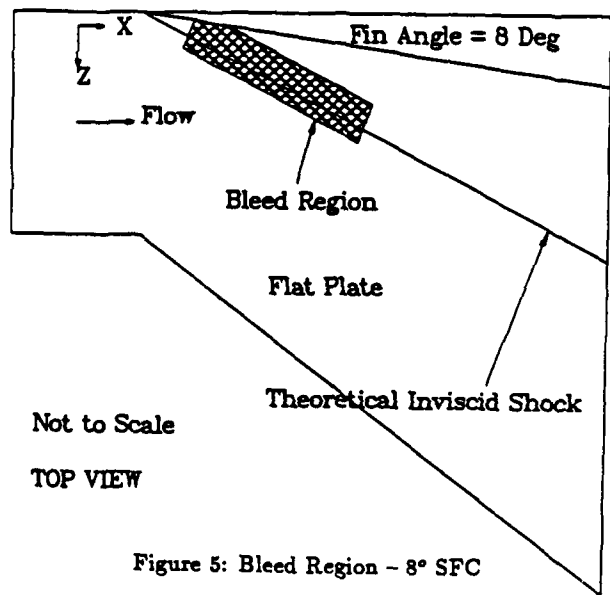 X
Fin Angle = 8 Deg
Z
Flow
Bleed Region
Flat Plate
Theoretical Inviscid Shock
Not to Scale
TOP VIEW
Figure 5: Bleed Region – 8° SFC